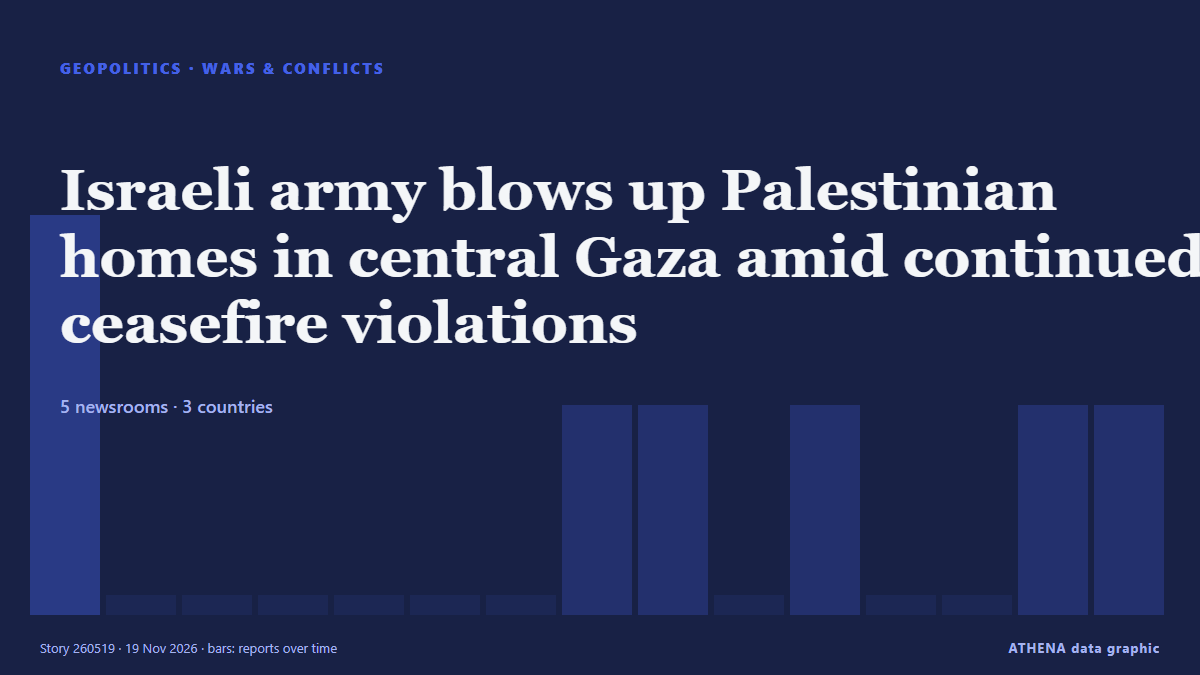 GEOPOLITICS · WARS & CONFLICTS
Israeli army blows up Palestinian
homes in central Gaza amid continued
ceasefire violations
5 newsrooms · 3 countries
Story 260519 · 19 Nov 2026 · bars: reports over time
ATHENA data graphic